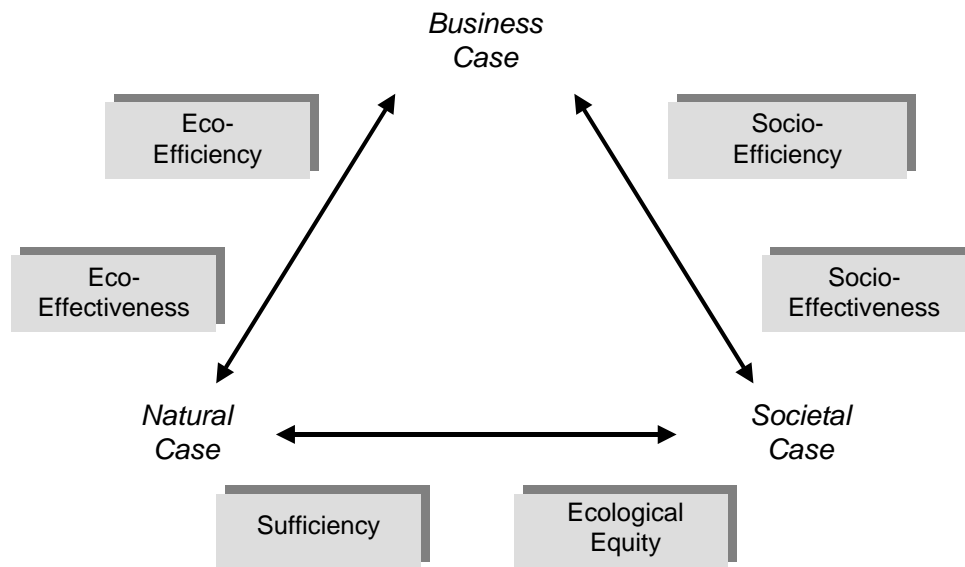 Business
Case
Eco-
Efficiency
Socio-
Efficiency
Eco-
Effectiveness
Socio-
Effectiveness
Natural
Case
Societal
Case
Sufficiency
Ecological
Equity